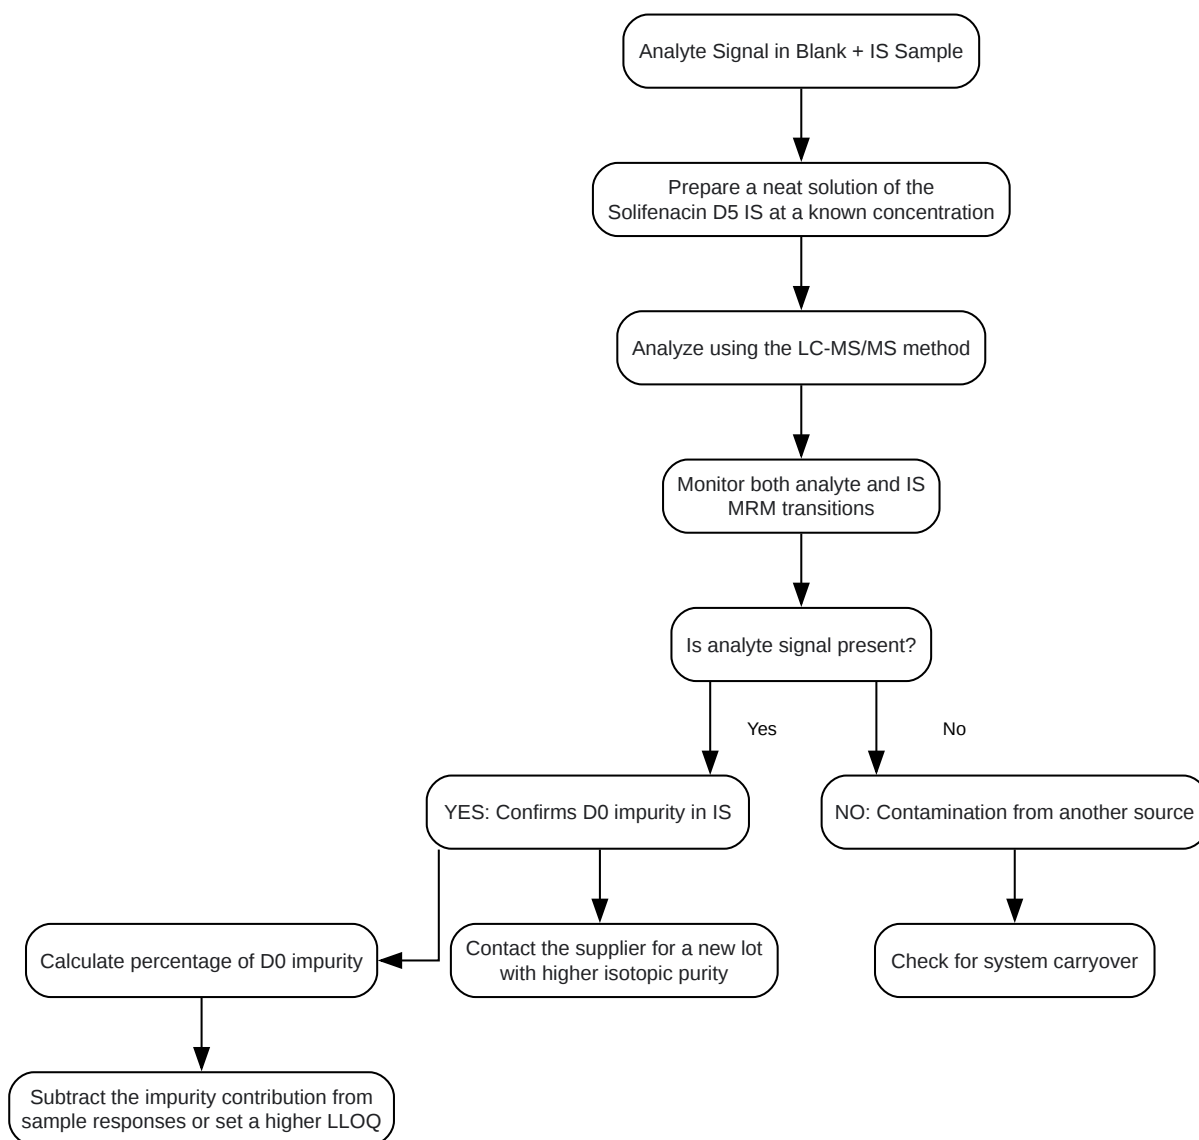 Analyte Signal in Blank + IS Sample
Prepare a neat solution of the
Solifenacin D5 IS at a known concentration
Analyze using the LC-MS/MS method
Monitor both analyte and IS
MRM transitions
Is analyte signal present?
Yes
No
YES: Confirms D0 impurity in IS
NO: Contamination from another source
Calculate percentage of D0 impurity
Contact the supplier for a new lot
with higher isotopic purity
Check for system carryover
Subtract the impurity contribution from
sample responses or set a higher LLOQ